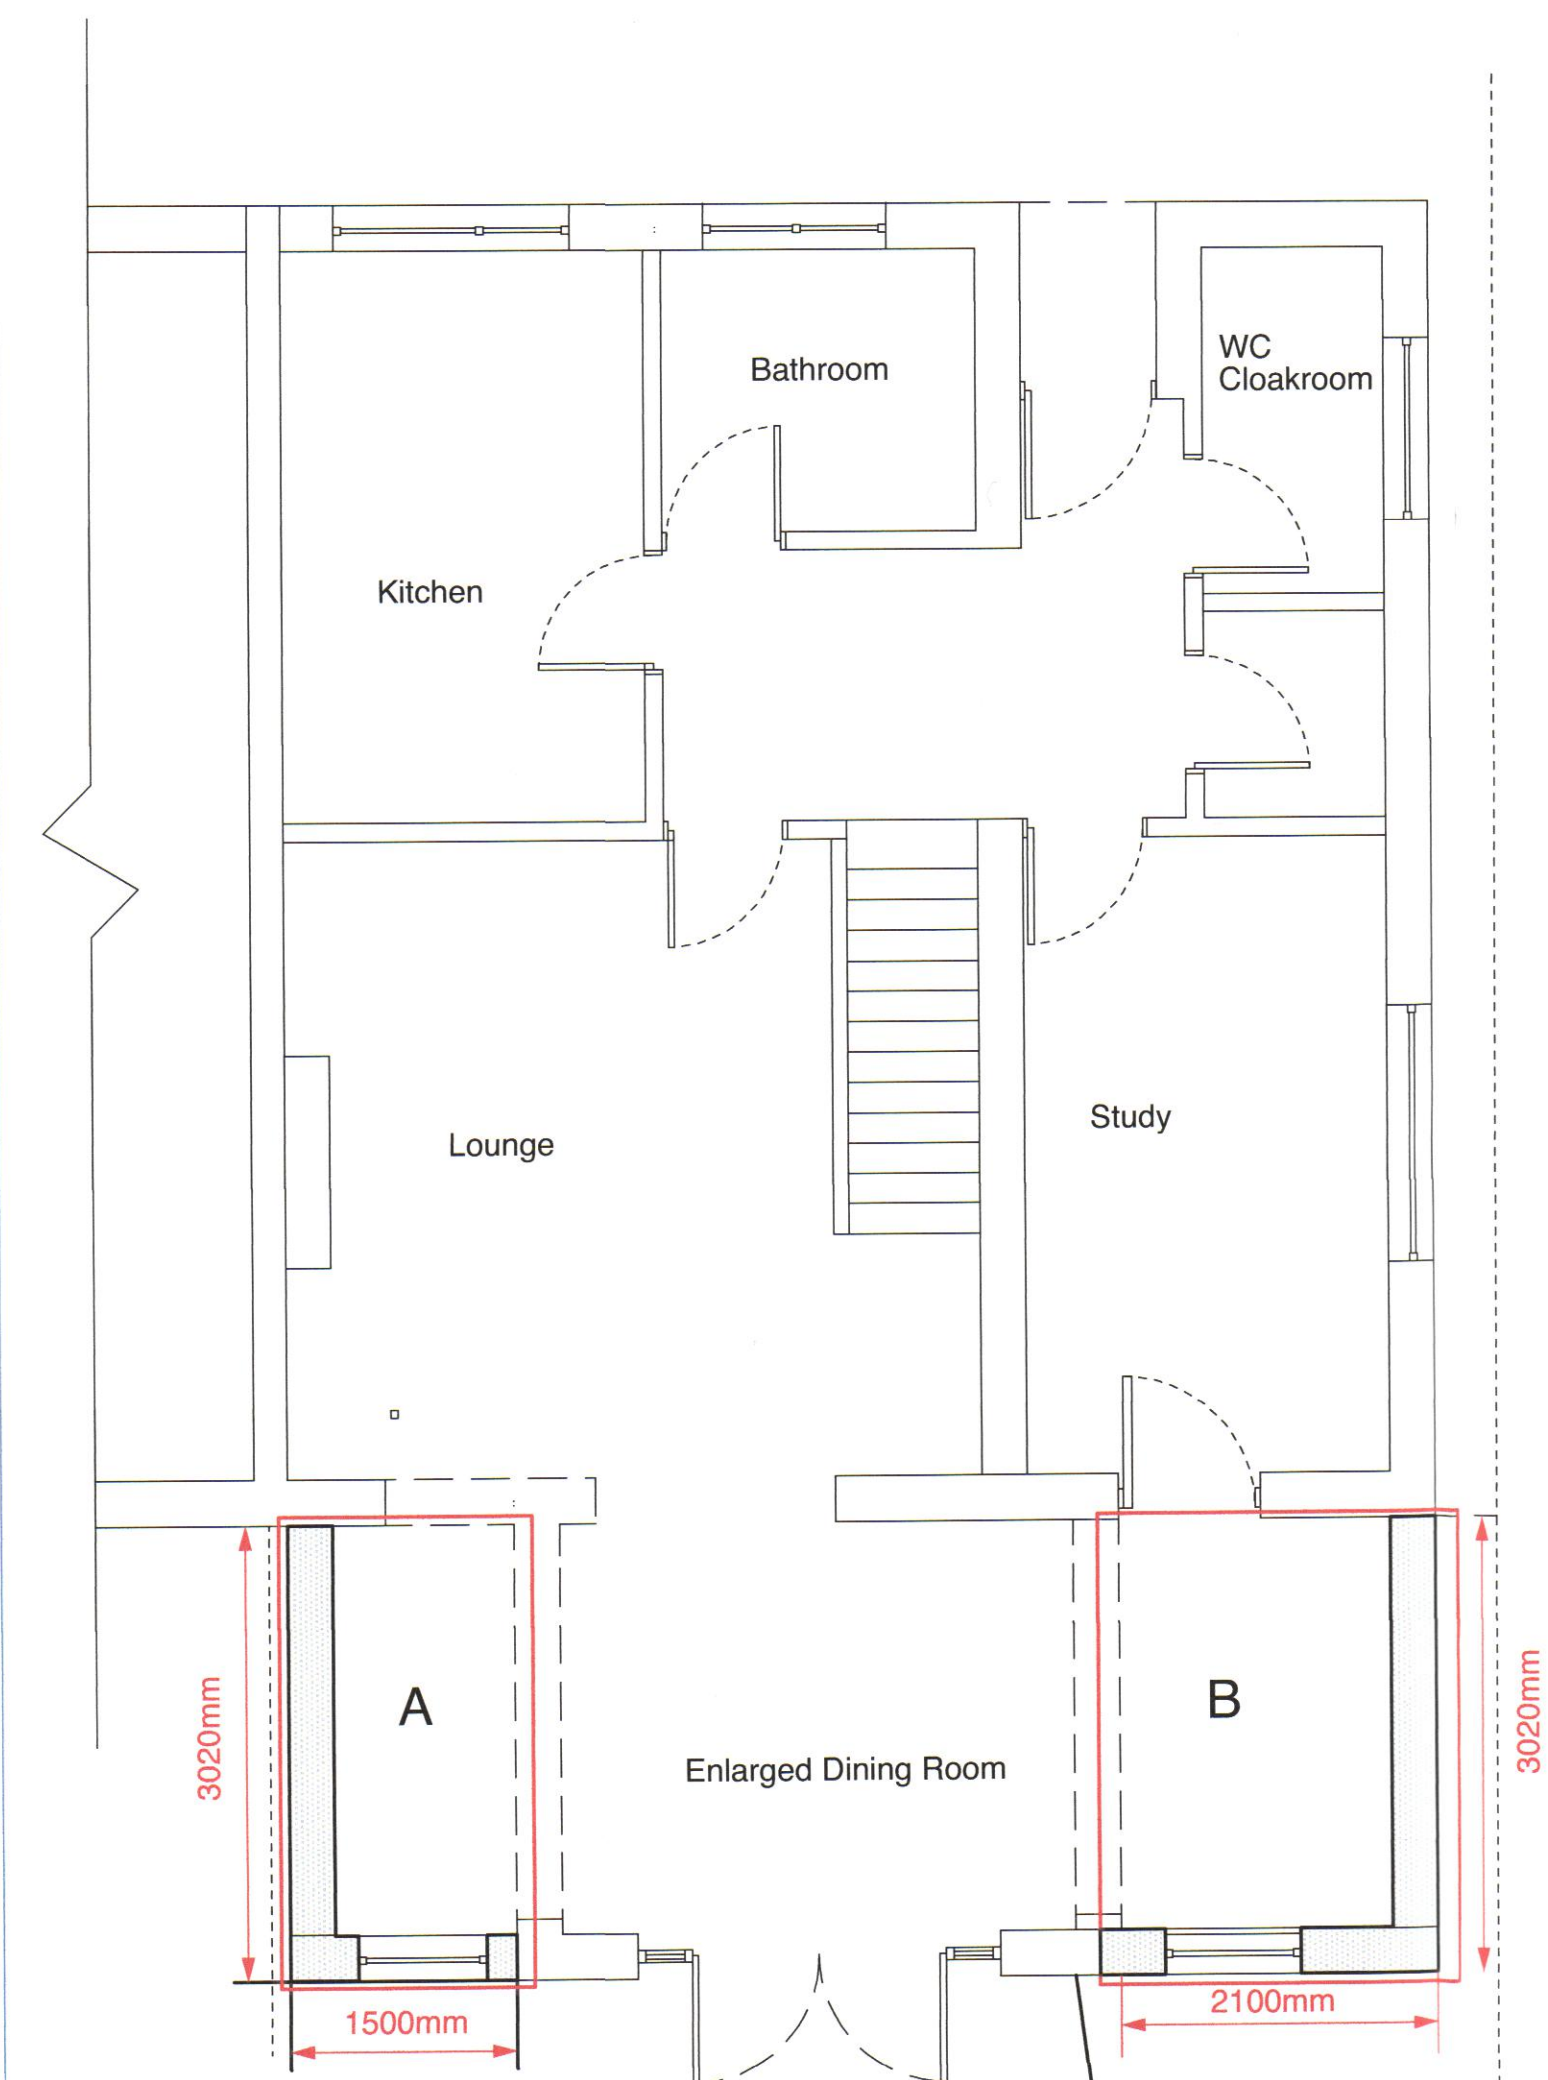 Bathroom
WC
Cloakroom
Kitchen
Study
Lounge
A
B
3020mm
3020mm
Enlarged Dining Room
1500mm
2100mm